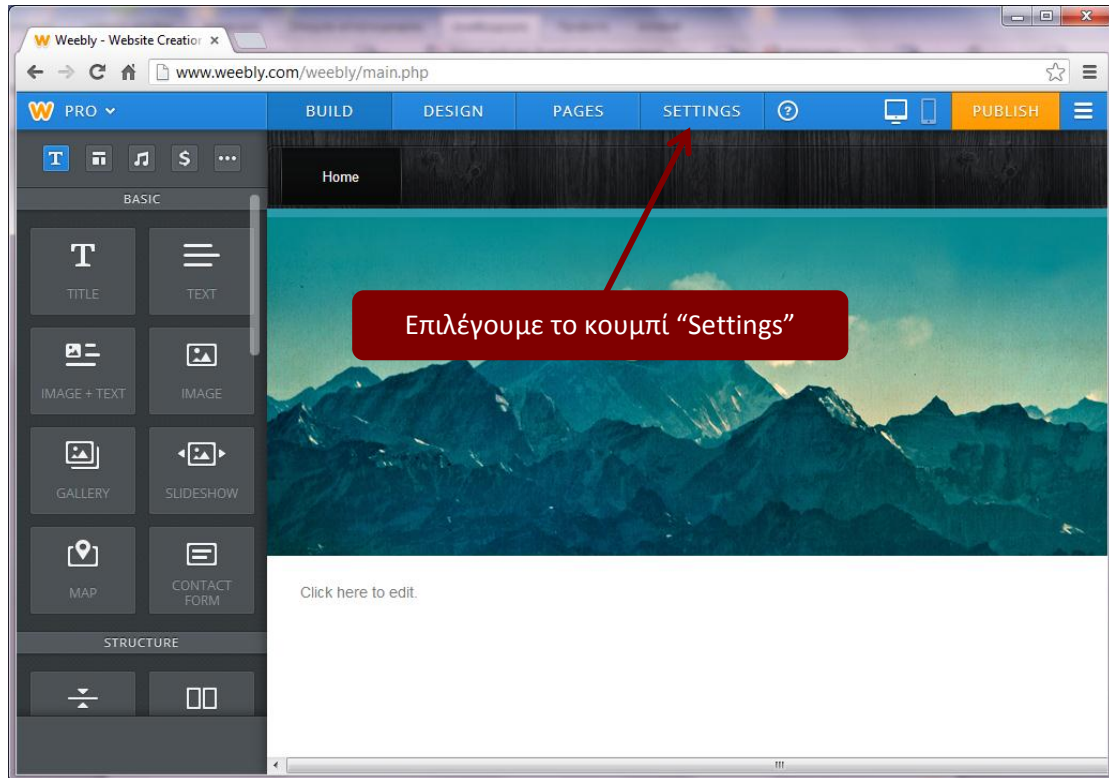 Weebly - Website Creatior
www.weebly.com/weebly/main.php
PRO
BUILD
DESIGN
PAGES
SETTINGS
PUBLISH
T
$
Home
BASIC
T
TITLE
TEXT
IMAGE + TEXT
IMAGE
GALLERY
SLIDESHOW
MAP
CONTACT
FORM
STRUCTURE
Επιλέγουμε το κουμπί “Settings”
Click here to edit.